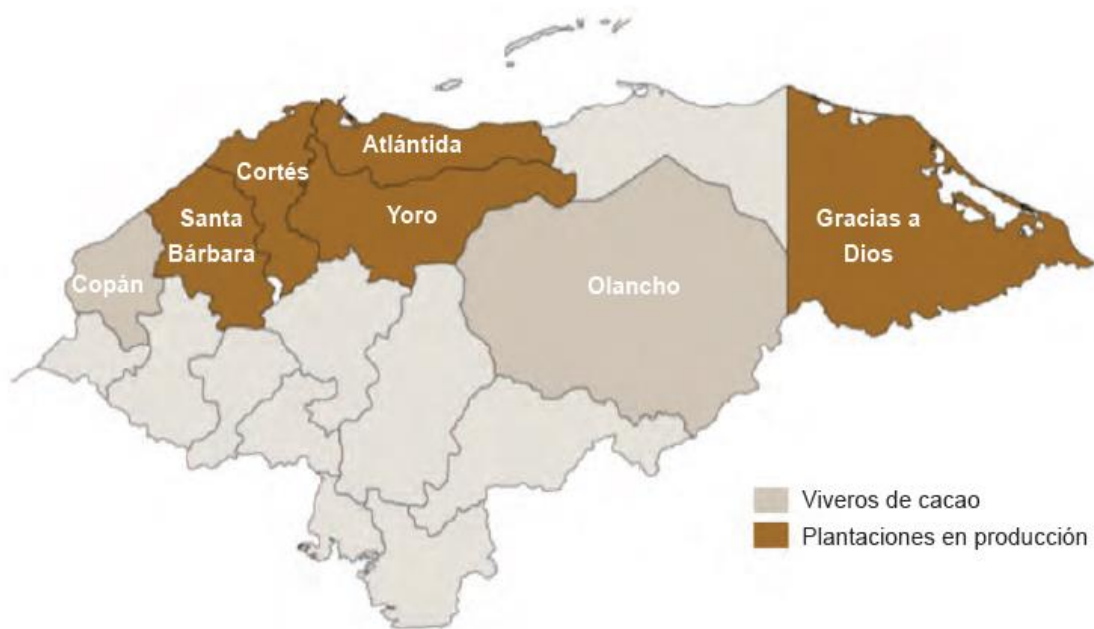 Atlántida
Cortés
Santa
Bárbara
Yoro
Gracias a
Dios
Copán
Olancho
Viveros de cacao
Plantaciones en producción